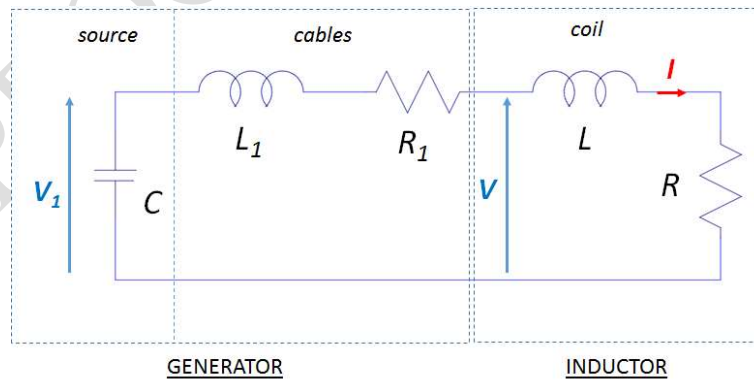 source cables coil
I
L1 R1 L
V1 C V R
GENERATOR INDUCTOR